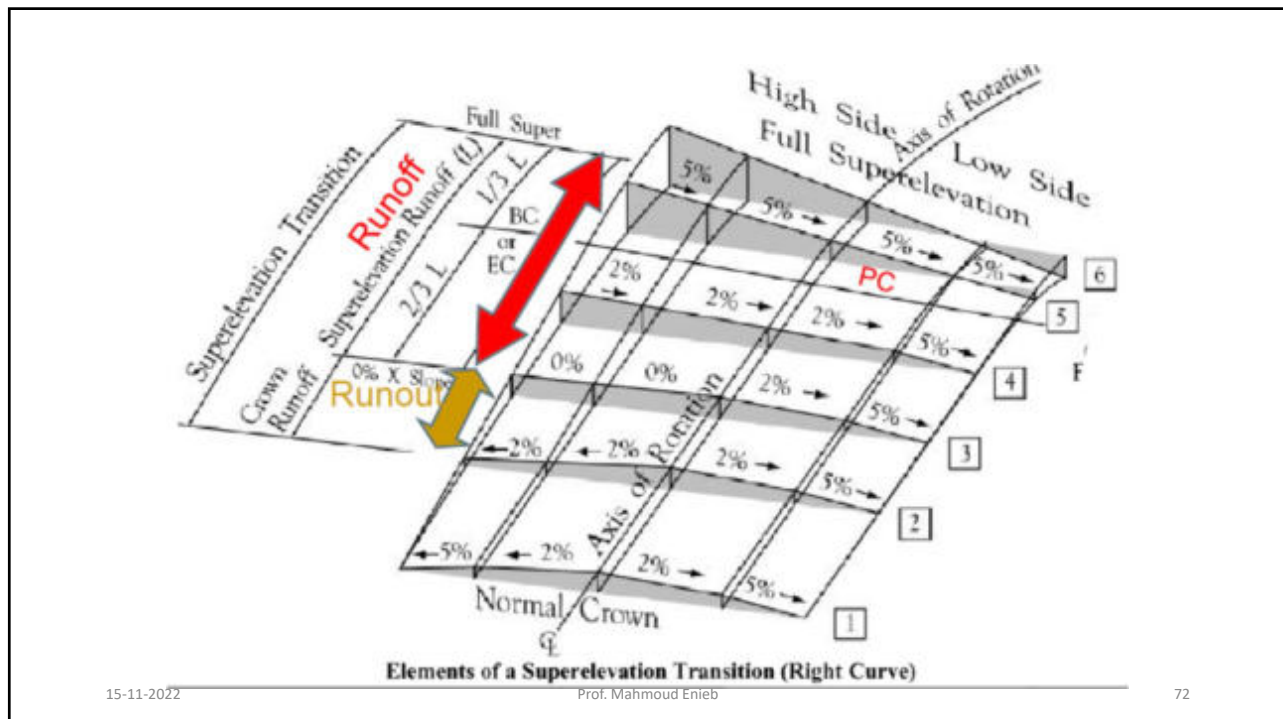 High Side
Full Superelevation
Low Side
Axis of Rotation
Full Super
Superelevation Transition
Runoff
Superelevation Runoff (L)
1/3 L
BC
or
EC
2/3 L
Crown
Runoff
0% X Slope
Runout
5%
5%
5%
5%
6
PC
5
2%
2%
2%
5%
4
0%
0%
2%
5%
3
2%
2%
2%
5%
2
Axis of Rotation
5%
2%
2%
5%
1
Normal Crown
℄
F
Elements of a Superelevation Transition (Right Curve)
15-11-2022
Prof. Mahmoud Enieb
72